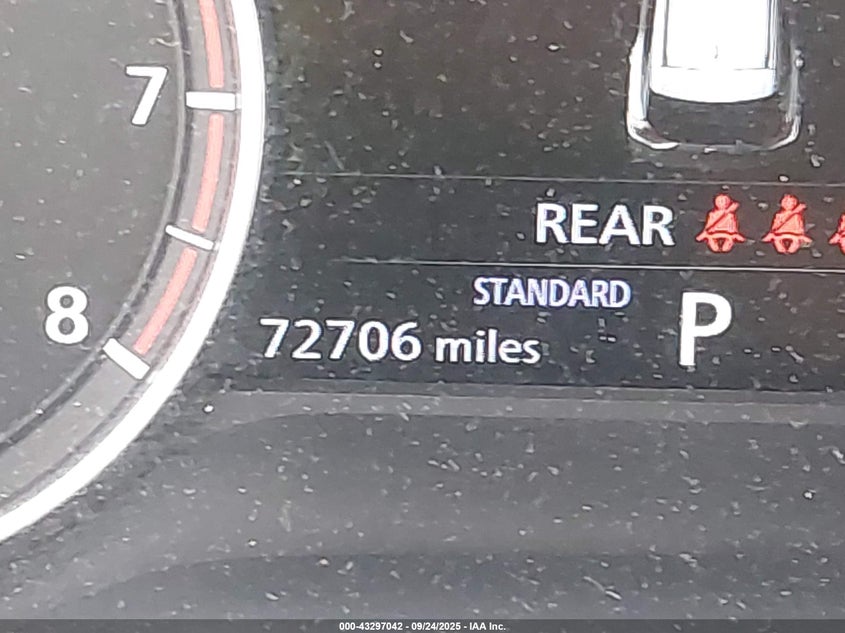 7
REAR
STANDARD
8
72706 miles
P
000-43297042 - 09/24/2025 - IAA Inc.